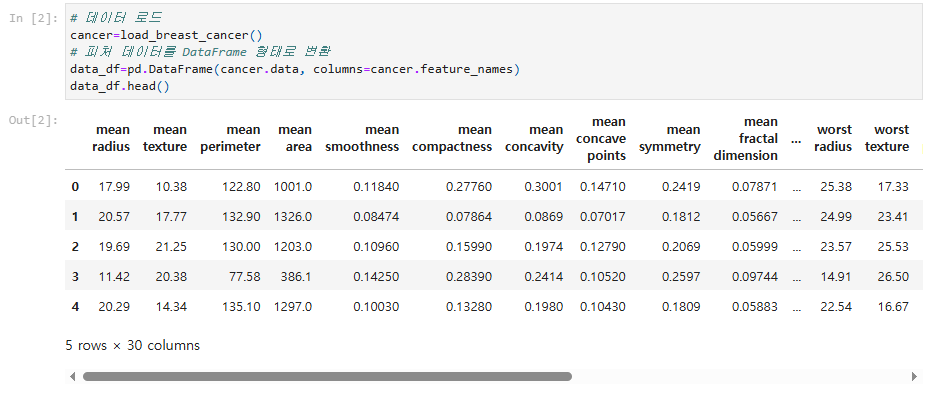 In [2]: # 데이터 로드
cancer=load_breast_cancer()
# 피쳐 데이터를 DataFrame 형태로 변환
data_df=pd.DataFrame(cancer.data, columns=cancer.feature_names)
data_df.head()
Out[2]:
mean radius mean texture mean perimeter mean area mean smoothness mean compactness mean concavity mean concave points mean symmetry mean fractal dimension ... worst radius worst texture
0 17.99 10.38 122.80 1001.0 0.11840 0.27760 0.3001 0.14710 0.2419 0.07871 ... 25.38 17.33
1 20.57 17.77 132.90 1326.0 0.08474 0.07864 0.0869 0.07017 0.1812 0.05667 ... 24.99 23.41
2 19.69 21.25 130.00 1203.0 0.10960 0.15990 0.1974 0.12790 0.2069 0.05999 ... 23.57 25.53
3 11.42 20.38 77.58 386.1 0.14250 0.28390 0.2414 0.10520 0.2597 0.09744 ... 14.91 26.50
4 20.29 14.34 135.10 1297.0 0.10030 0.13280 0.1980 0.10430 0.1809 0.05883 ... 22.54 16.67
5 rows × 30 columns